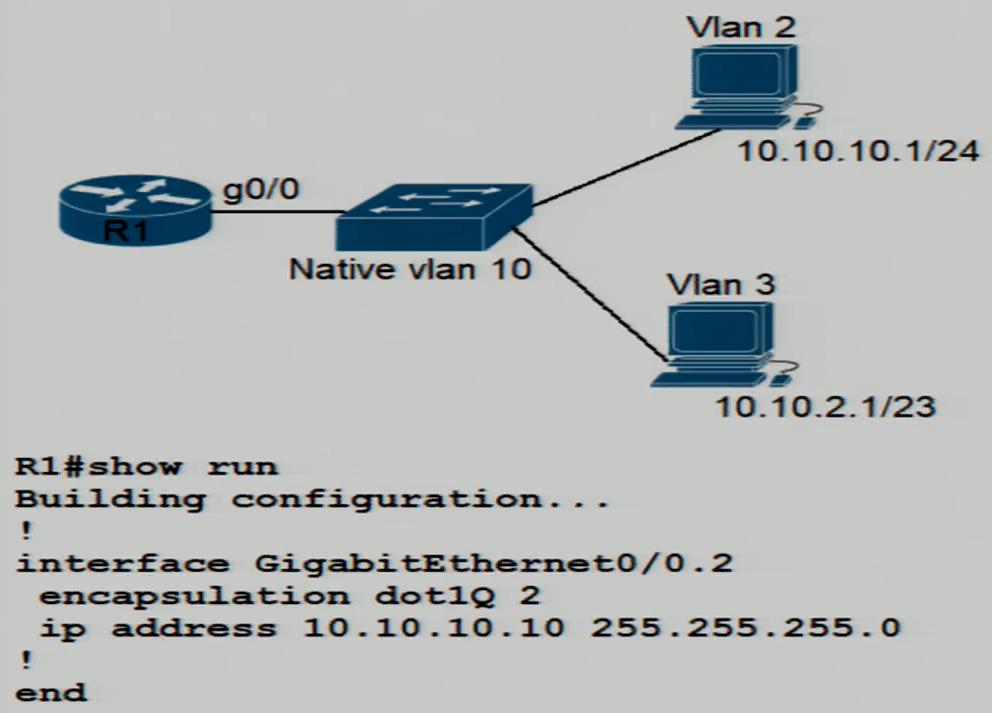 Vlan 2
10.10.10.1/24
g0/0
R1
Native vlan 10
Vlan 3
10.10.2.1/23
R1#show run
Building configuration...
!
interface GigabitEthernet0/0.2
encapsulation dot1Q 2
ip address 10.10.10.10 255.255.255.0
!
end